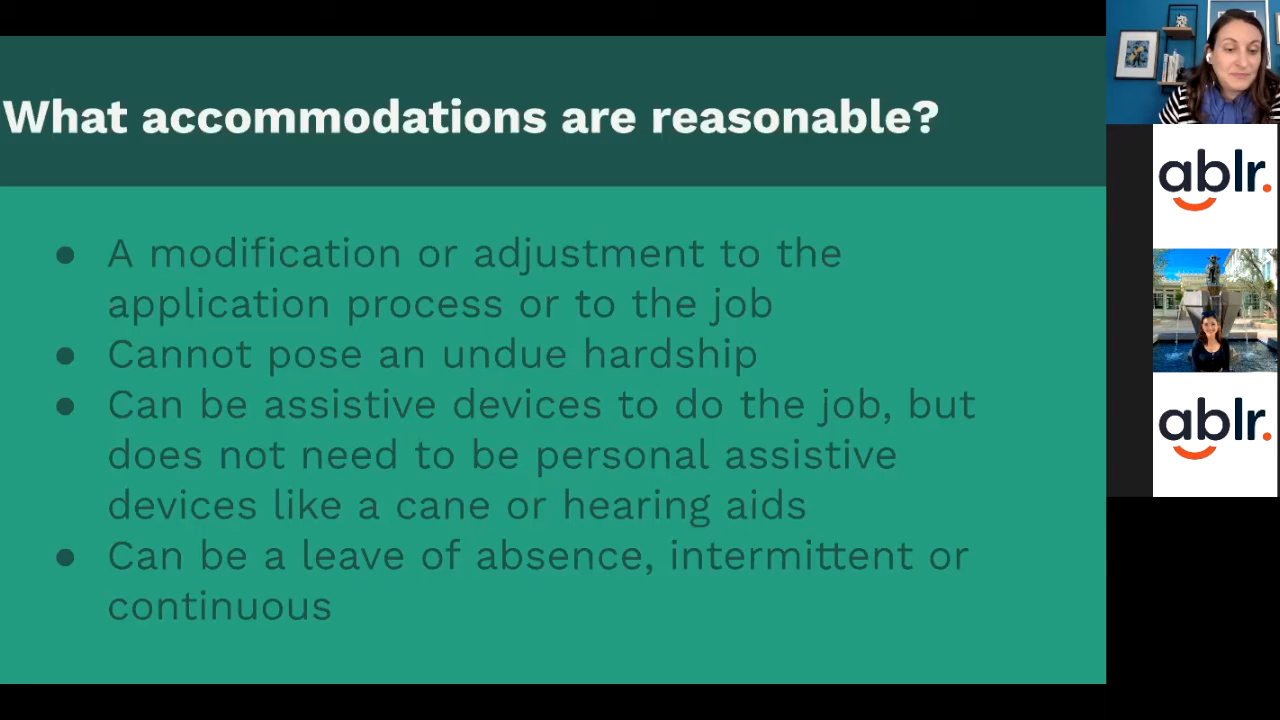 What accommodations are reasonable?
● A modification or adjustment to the
application process or to the job
● Cannot pose an undue hardship
● Can be assistive devices to do the job, but
does not need to be personal assistive
devices like a cane or hearing aids
● Can be a leave of absence, intermittent or
continuous
ablr.
ablr.